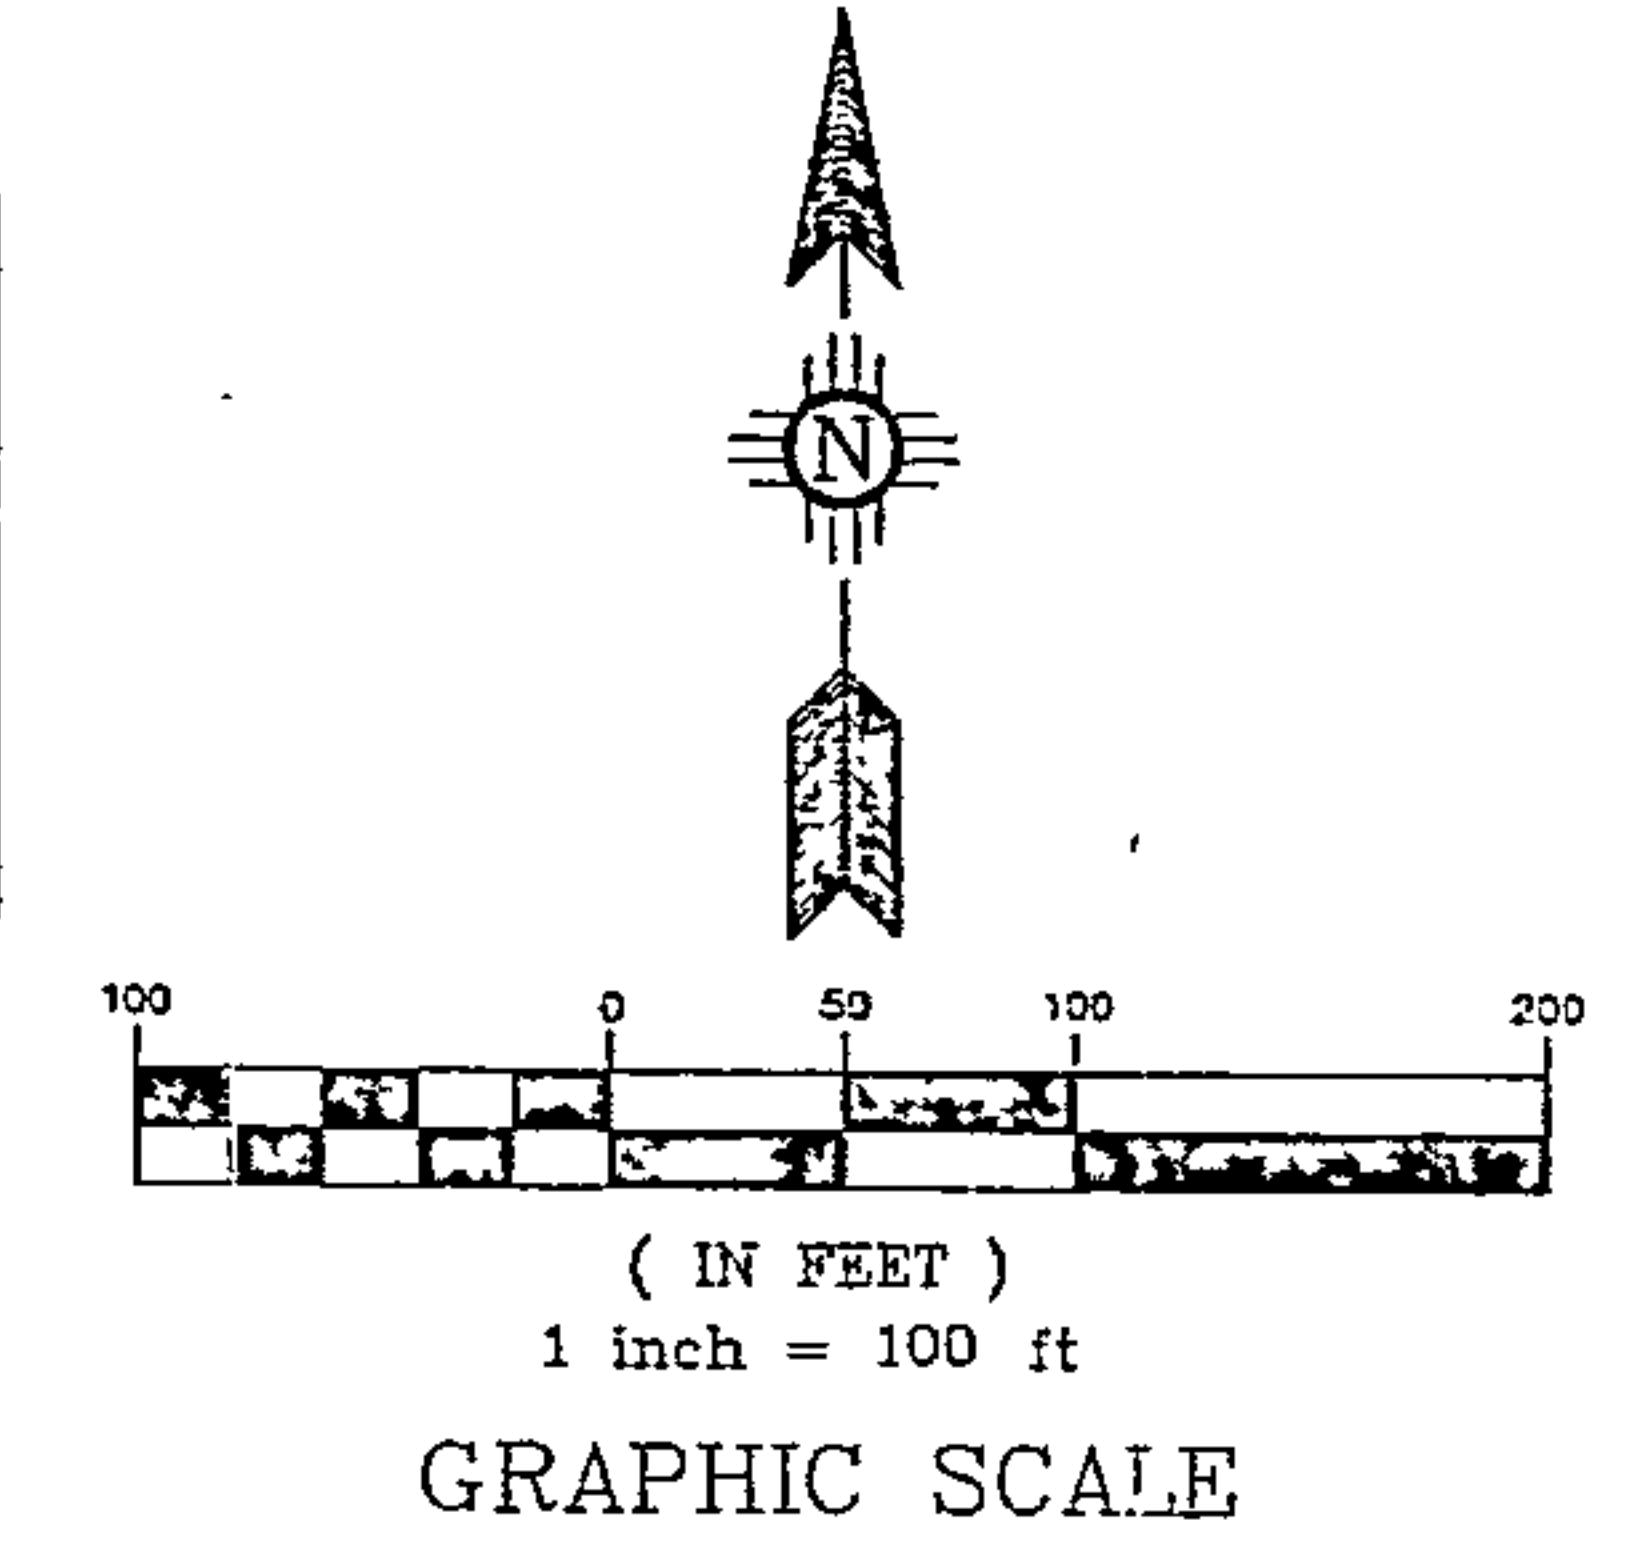 N
100 0 50 100 200
( IN FEET )
1 inch = 100 ft
GRAPHIC SCALE